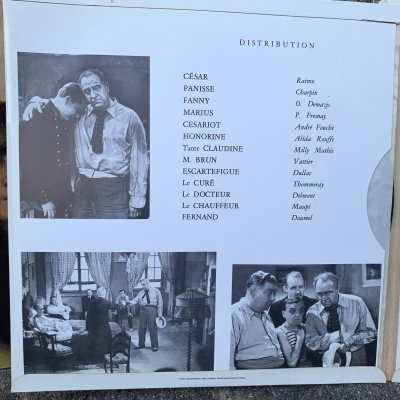 DISTRIBUTION
CÉSAR Raimu
PANISSE Charpin
FANNY O. Demazis
MARIUS P. Fresnay
CESARIOT André Fouché
HONORINE Alida Rouffe
Tante CLAUDINE Milly Mathis
M. BRUN Vattier
ESCARTEFIGUE Dullac
Le CURÉ Thommeray
Le DOCTEUR Delmont
Le CHAUFFEUR Maupi
FERNAND Doumel